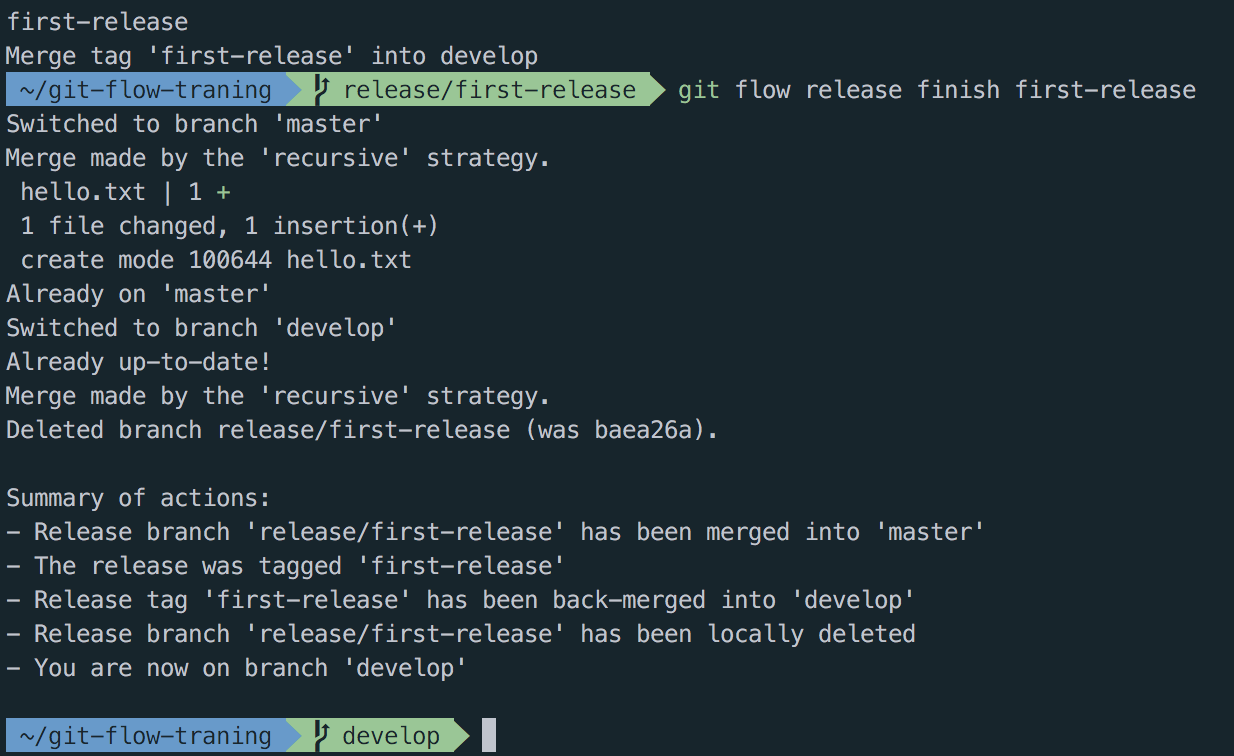 first-release
Merge tag 'first-release' into develop
~/git-flow-traning release/first-release git flow release finish first-release
Switched to branch 'master'
Merge made by the 'recursive' strategy.
 hello.txt | 1 +
 1 file changed, 1 insertion(+)
 create mode 100644 hello.txt
Already on 'master'
Switched to branch 'develop'
Already up-to-date!
Merge made by the 'recursive' strategy.
Deleted branch release/first-release (was baea26a).

Summary of actions:
- Release branch 'release/first-release' has been merged into 'master'
- The release was tagged 'first-release'
- Release tag 'first-release' has been back-merged into 'develop'
- Release branch 'release/first-release' has been locally deleted
- You are now on branch 'develop'

~/git-flow-traning develop